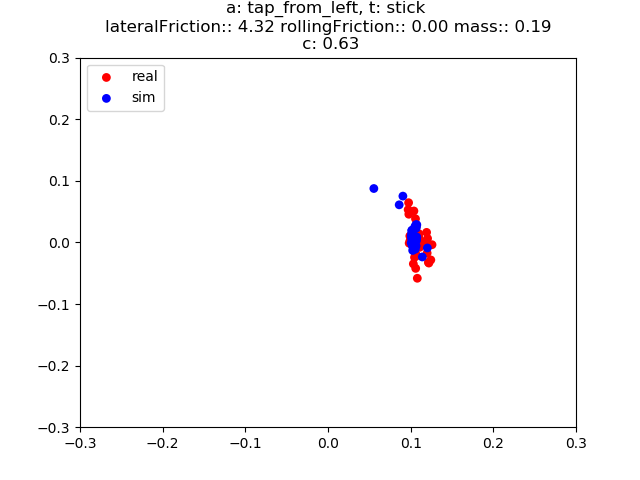 a: tap_from_left, t: stick
lateralFriction:: 4.32 rollingFriction:: 0.00 mass:: 0.19
c: 0.63
real
sim
0.3
0.2
0.1
0.0
−0.1
−0.2
−0.3
−0.3
−0.2
−0.1
0.0
0.1
0.2
0.3